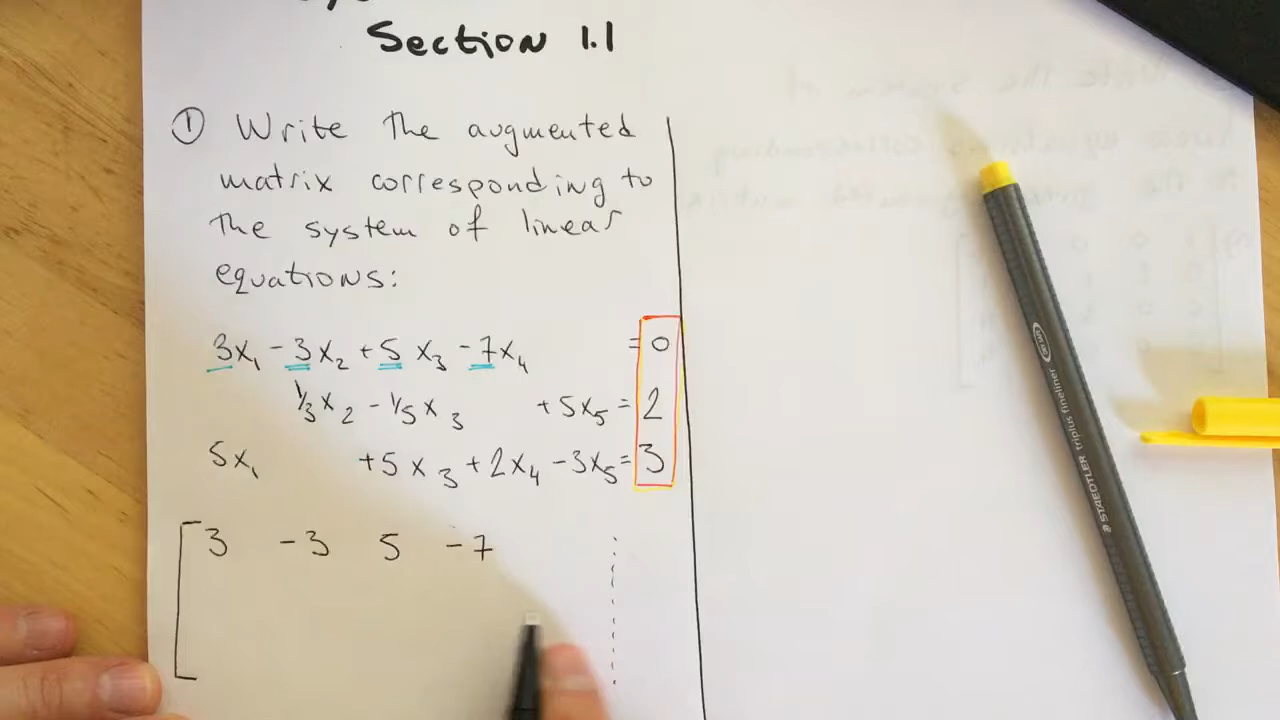 Section 1.1
① Write the augmented
matrix corresponding to
the system of linear
equations:
3x₁ - 3x₂ + 5x₃ - 7x₄ = 0
1/3x₂ - 1/5x₃ + 5x₅ = 2
5x₁ + 5x₃ + 2x₄ - 3x₅ = 3
[ 3 -3 5 -7
STAEDTLER triplus fineliner